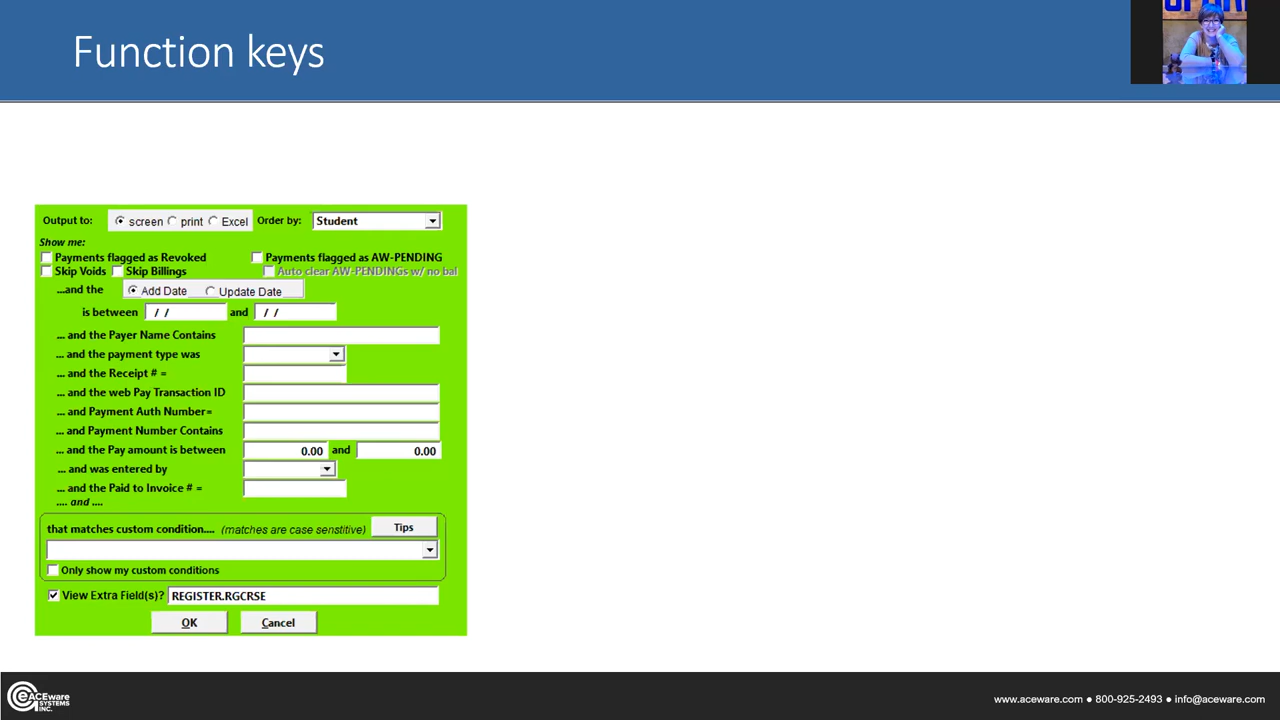 Function keys
Output to: screen print Excel Order by: Student
Show me:
Payments flagged as Revoked Payments flagged as AW-PENDING
Skip Voids Skip Billings Auto clear AW-PENDINGs w/ no bal
...and the Add Date Update Date
is between / / and / /
... and the Payer Name Contains
... and the payment type was
... and the Receipt # =
... and the web Pay Transaction ID
... and Payment Auth Number=
... and Payment Number Contains
... and the Pay amount is between 0.00 and 0.00
... and was entered by
... and the Paid to Invoice # =
.... and ....
that matches custom condition.... (matches are case senstitive) Tips
Only show my custom conditions
View Extra Field(s)? REGISTER.RGCRSE
OK Cancel
ACEware
SYSTEMS
INC.
www.aceware.com ● 800-925-2493 ● info@aceware.com